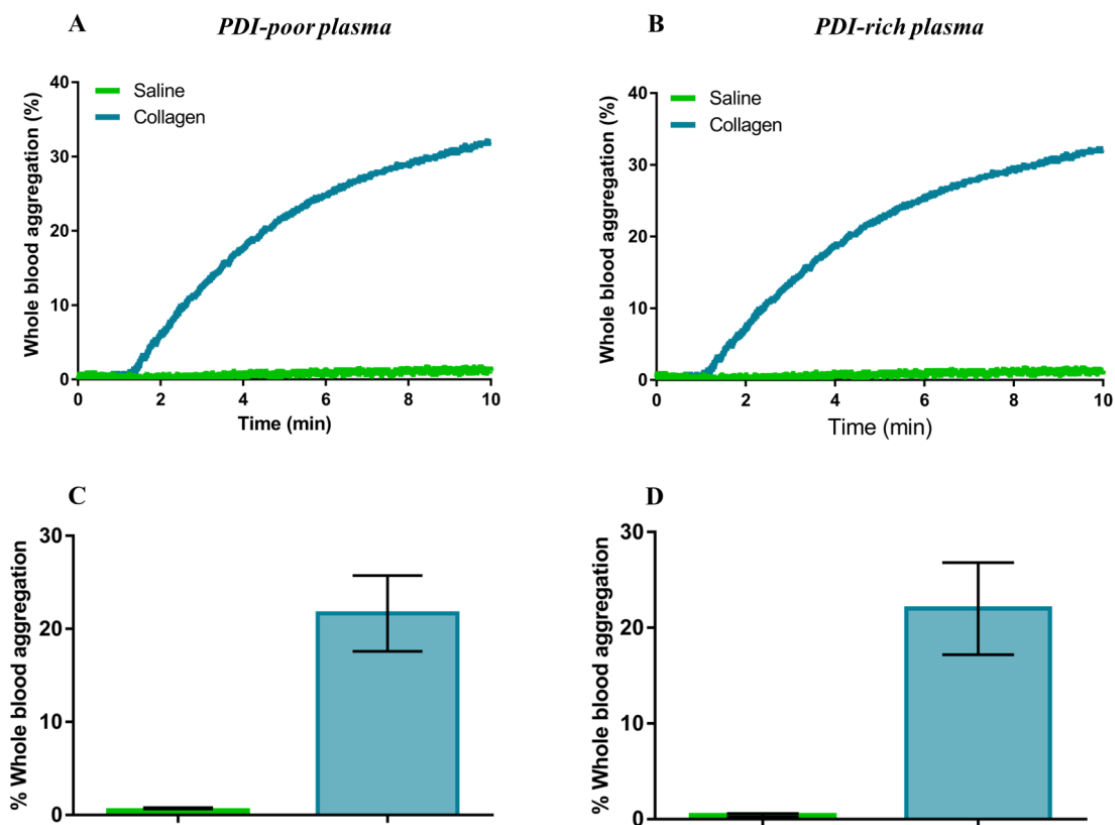 A PDI-poor plasma
Whole blood aggregation (%)
40
30
20
10
0
Saline
Collagen
0 2 4 6 8 10
Time (min)
B PDI-rich plasma
Whole blood aggregation (%)
40
30
20
10
0
Saline
Collagen
0 2 4 6 8 10
Time (min)
C
% Whole blood aggregation
30
20
10
0
D
% Whole blood aggregation
30
20
10
0